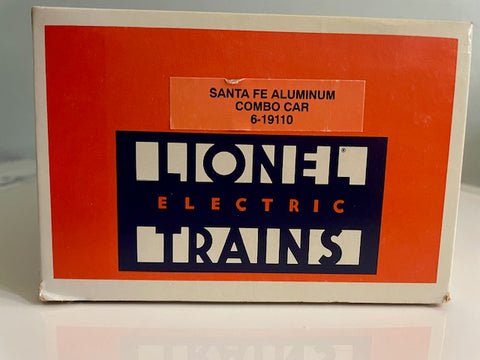 SANTA FE ALUMINUM
COMBO CAR
6-19110
LIONEL®
ELECTRIC
TRAINS